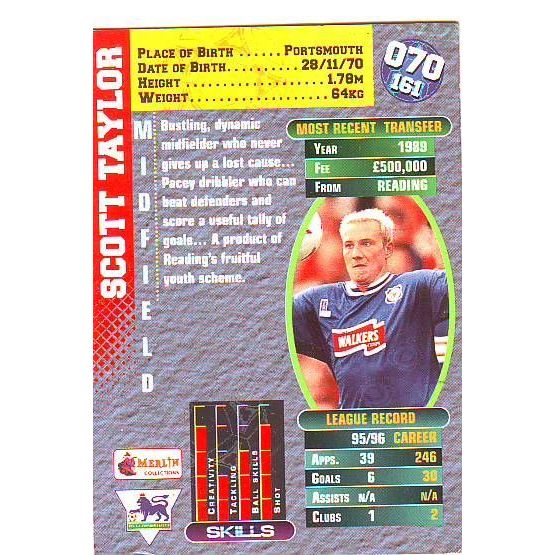 SCOTT TAYLOR
PLACE OF BIRTH ...... PORTSMOUTH
DATE OF BIRTH.......... 28/11/70
HEIGHT .................... 1.78M
WEIGHT.................... 64KG
070
161
MIDFIELD
Bustling, dynamic
midfielder who never
gives up a lost cause...
Pacey dribbler who can
beat defenders and
score a useful tally of
goals... A product of
Reading's fruitful
youth scheme.
MOST RECENT TRANSFER
YEAR 1989
FEE £500,000
FROM READING
WALKERS
LEAGUE RECORD
95/96 CAREER
APPS. 39 246
GOALS 6 30
ASSISTS N/A N/A
CLUBS 1 2
CREATIVITY
TACKLING
BALL SKILLS
SHOT
SKILLS
MERLIN
COLLECTIONS